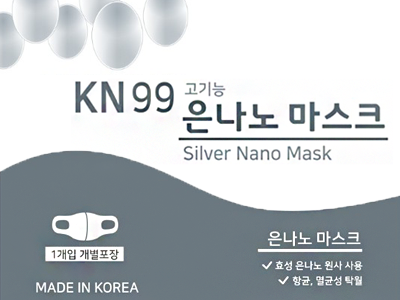 KN99 고기능
은나노 마스크
Silver Nano Mask
은나노 마스크
✓ 효성 은나노 원사 사용
✓ 항균, 멸균성 탁월
1개입 개별포장
MADE IN KOREA